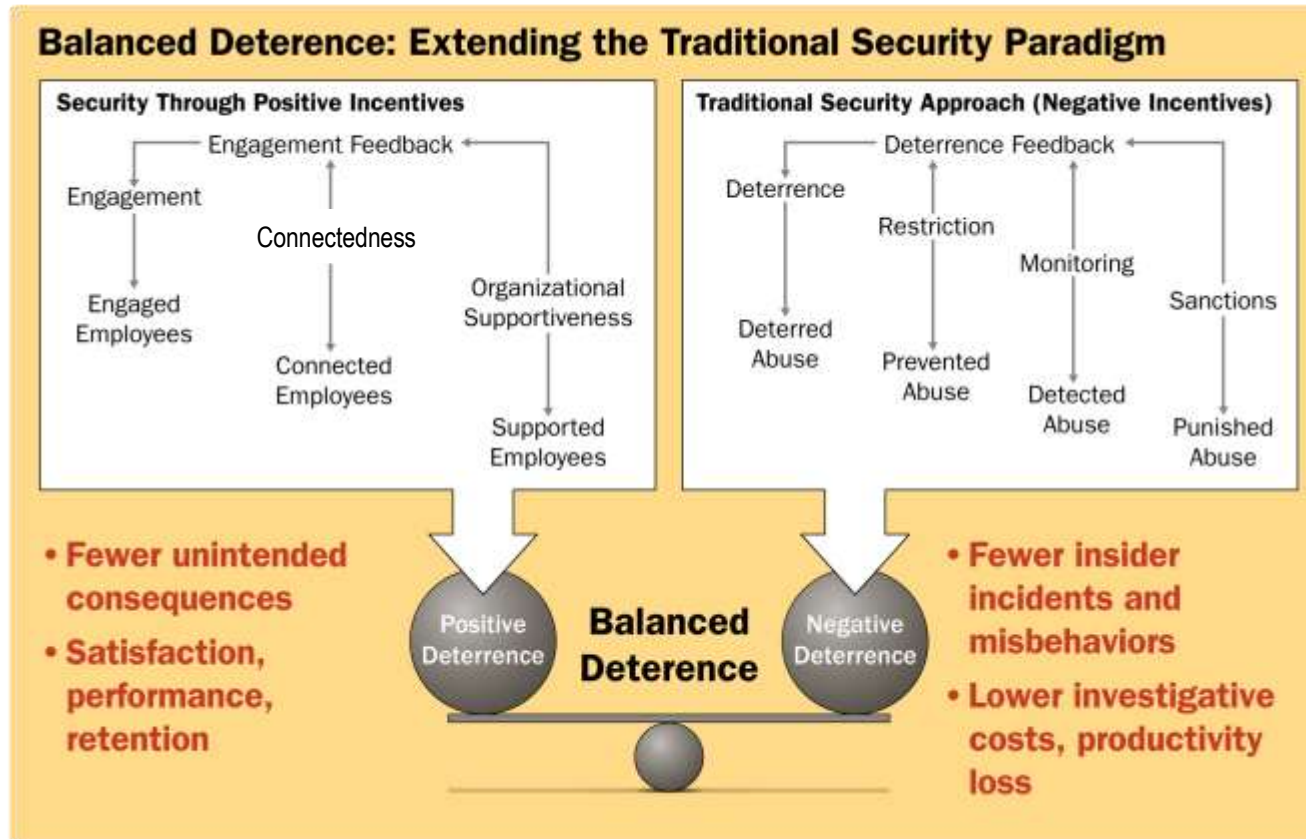 Balanced Deterence: Extending the Traditional Security Paradigm
Security Through Positive Incentives
Engagement Feedback
Engagement
Connectedness
Engaged
Employees
Organizational
Supportiveness
Connected
Employees
Supported
Employees
Traditional Security Approach (Negative Incentives)
Deterrence Feedback
Deterrence
Restriction
Monitoring
Sanctions
Deterred
Abuse
Prevented
Abuse
Detected
Abuse
Punished
Abuse
• Fewer unintended
consequences
• Satisfaction,
performance,
retention
Positive
Deterrence
Balanced
Deterence
Negative
Deterrence
• Fewer insider
incidents and
misbehaviors
• Lower investigative
costs, productivity
loss